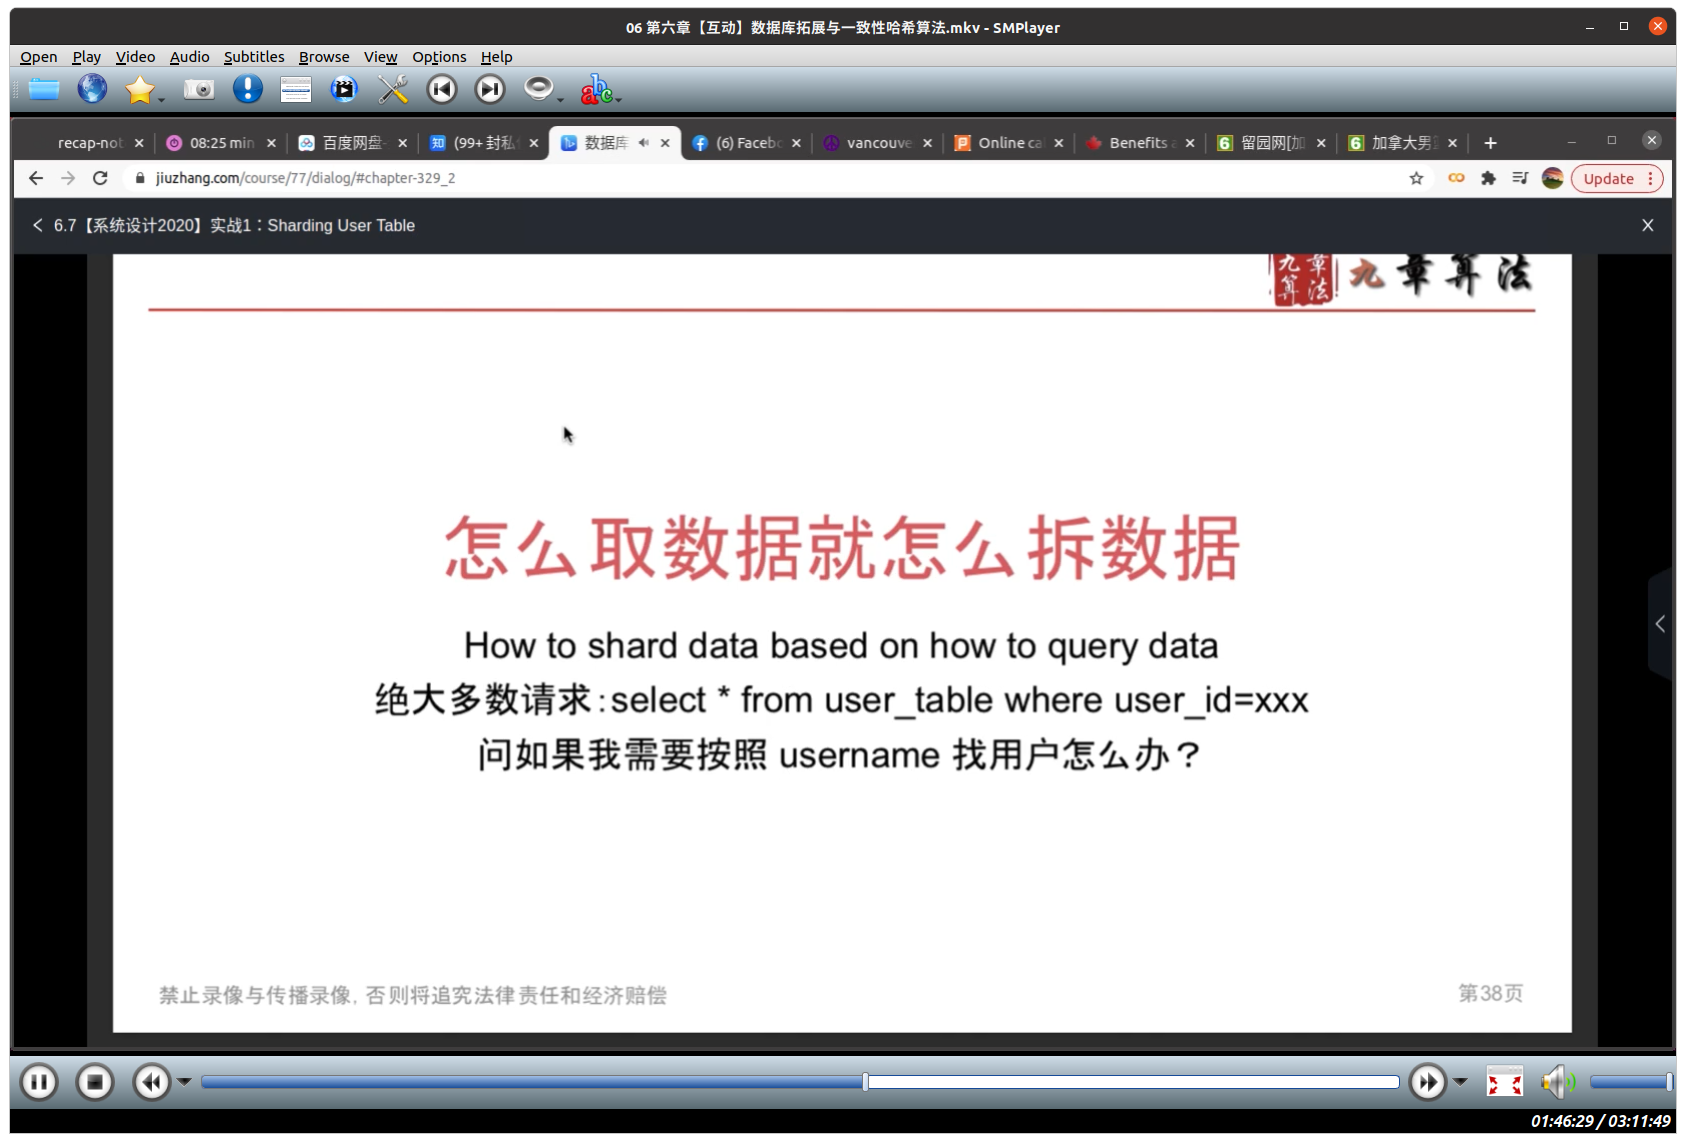 06 第六章【互动】数据库拓展与一致性哈希算法.mkv - SMPlayer
Open Play Video Audio Subtitles Browse View Options Help
recap-not 08:25 min 百度网盘- (99+ 封私 数据库 (6) Facebo vancouve Online ca Benefits a 留园网[加 加拿大男
jiuzhang.com/course/77/dialog/#chapter-329_2 Update
6.7【系统设计2020】实战1：Sharding User Table
九章算法 九章算法
怎么取数据就怎么拆数据
How to shard data based on how to query data
绝大多数请求：select * from user_table where user_id=xxx
问如果我需要按照 username 找用户怎么办？
禁止录像与传播录像, 否则将追究法律责任和经济赔偿
第38页
01:46:29 / 03:11:49